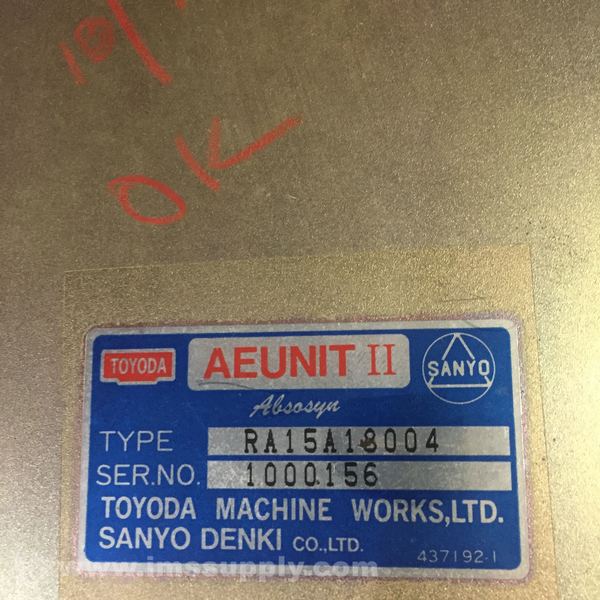 10/
OK
TOYODA
AEUNIT II
SANYO
Absosyn
TYPE RA15A18004
SER.NO. 1000156
TOYODA MACHINE WORKS,LTD.
SANYO DENKI CO.,LTD.
437192-1
www.imssupply.com